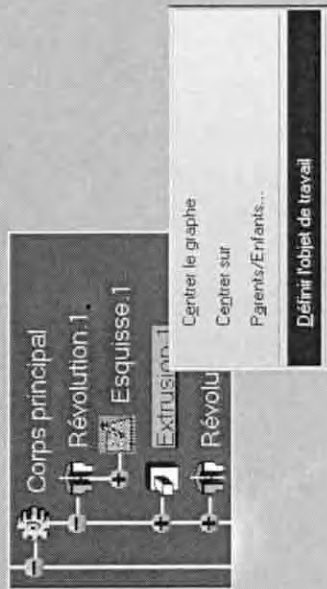 Corps principal
Révolution.1
Esquisse.1
Extrusion.1
Révolu
Centrer le graphe
Centrer sur
Parents/Enfants...
Définir l'objet de travail